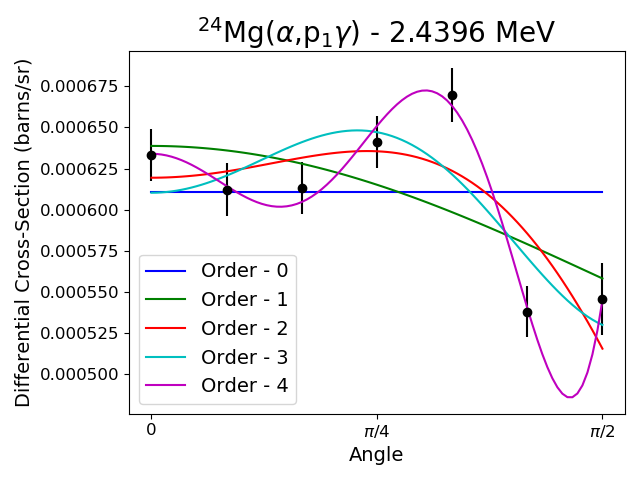 ²⁴Mg(α,p₁γ) - 2.4396 MeV
Differential Cross-Section (barns/sr)
0.000675
0.000650
0.000625
0.000600
0.000575
0.000550
0.000525
0.000500
Order - 0
Order - 1
Order - 2
Order - 3
Order - 4
0 π/4 π/2
Angle